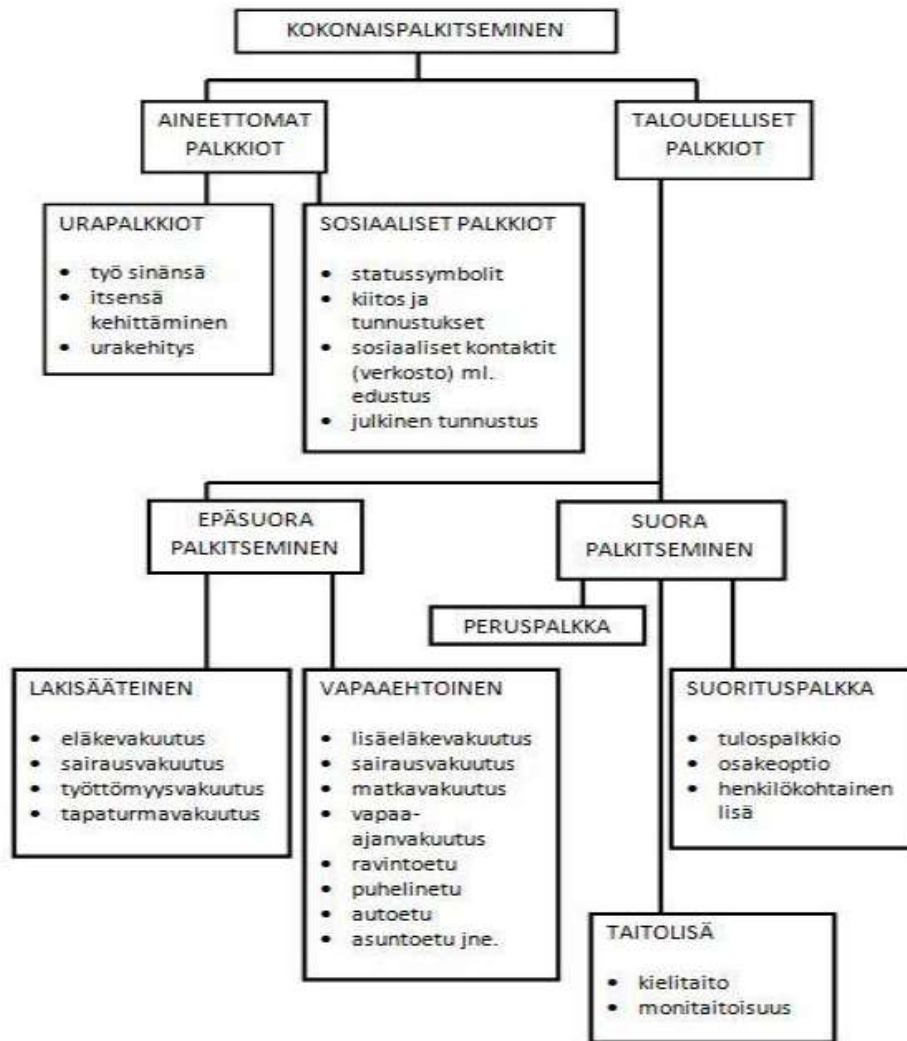 KOKONAISPALKITSEMINEN
AINEETTOMAT
PALKKIOT
TALOUDELLISET
PALKKIOT
URAPALKKIOT
• työ sinänsä
• itsensä
kehittäminen
• urakehitys
SOSIAALISET PALKKIOT
• statussymbolit
• kiitos ja
tunnustukset
• sosiaaliset kontaktit
(verkosto) ml.
edustus
• julkinen tunnustus
EPÄSUORA
PALKITSEMINEN
SUORA
PALKITSEMINEN
PERUSPALKKA
LAKISÄÄTEINEN
• eläkevakuutus
• sairausvakuutus
• työttömyysvakuutus
• tapaturmavakuutus
VAPAAEHTOINEN
• lisäeläkevakuutus
• sairausvakuutus
• matkavakuutus
• vapaa-
ajanvakuutus
• ravintoetu
• puhelinetu
• autoetu
• asuntoetu jne.
SUORITUSPALKKA
• tulospalkkio
• osakeoptio
• henkilökohtainen
lisä
TAITOLISÄ
• kielitaito
• monitaitoisuus